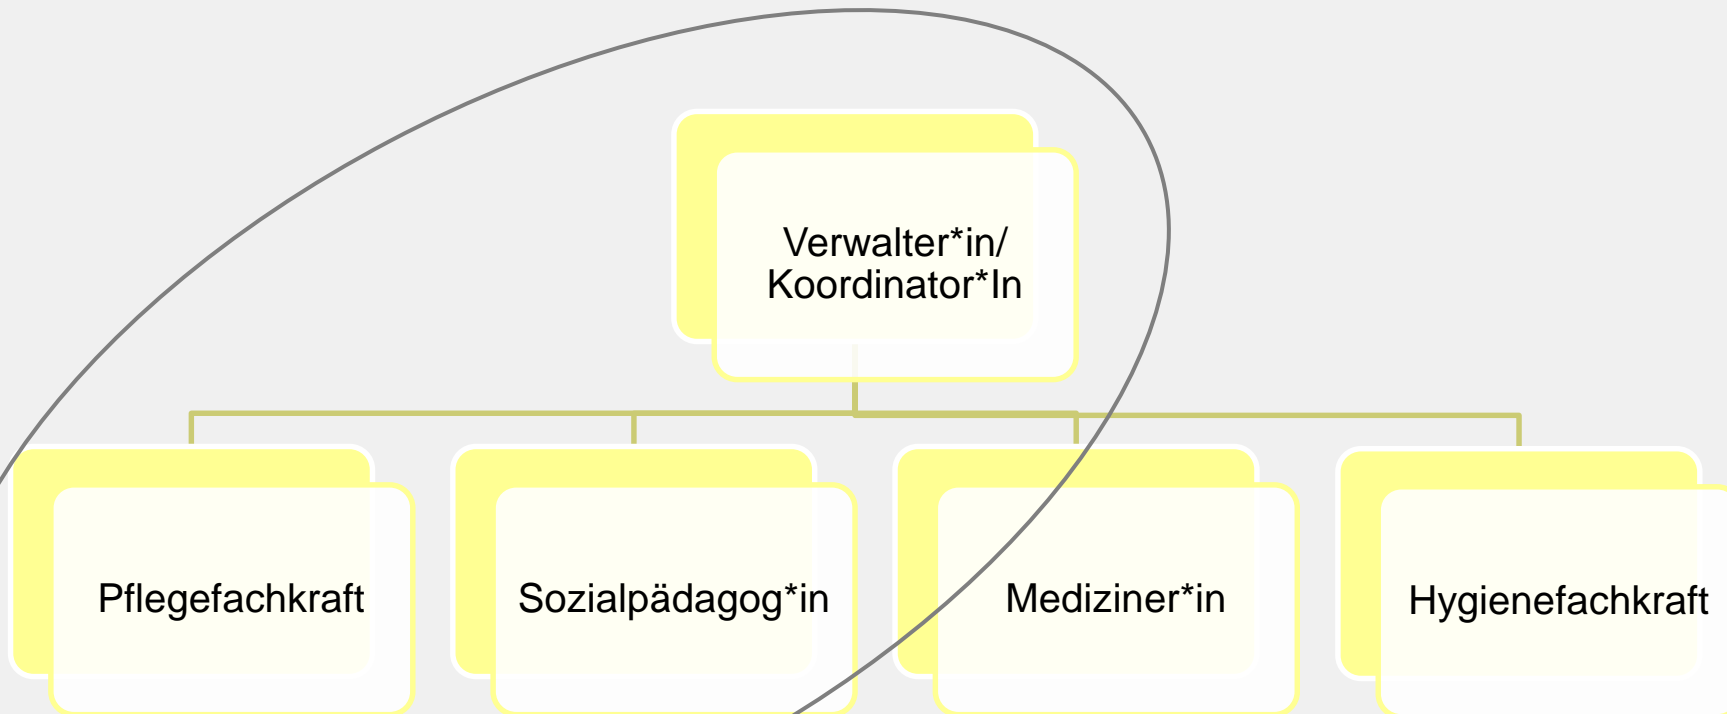 Verwalter*in/
Koordinator*In
Pflegefachkraft
Sozialpädagog*in
Mediziner*in
Hygienefachkraft